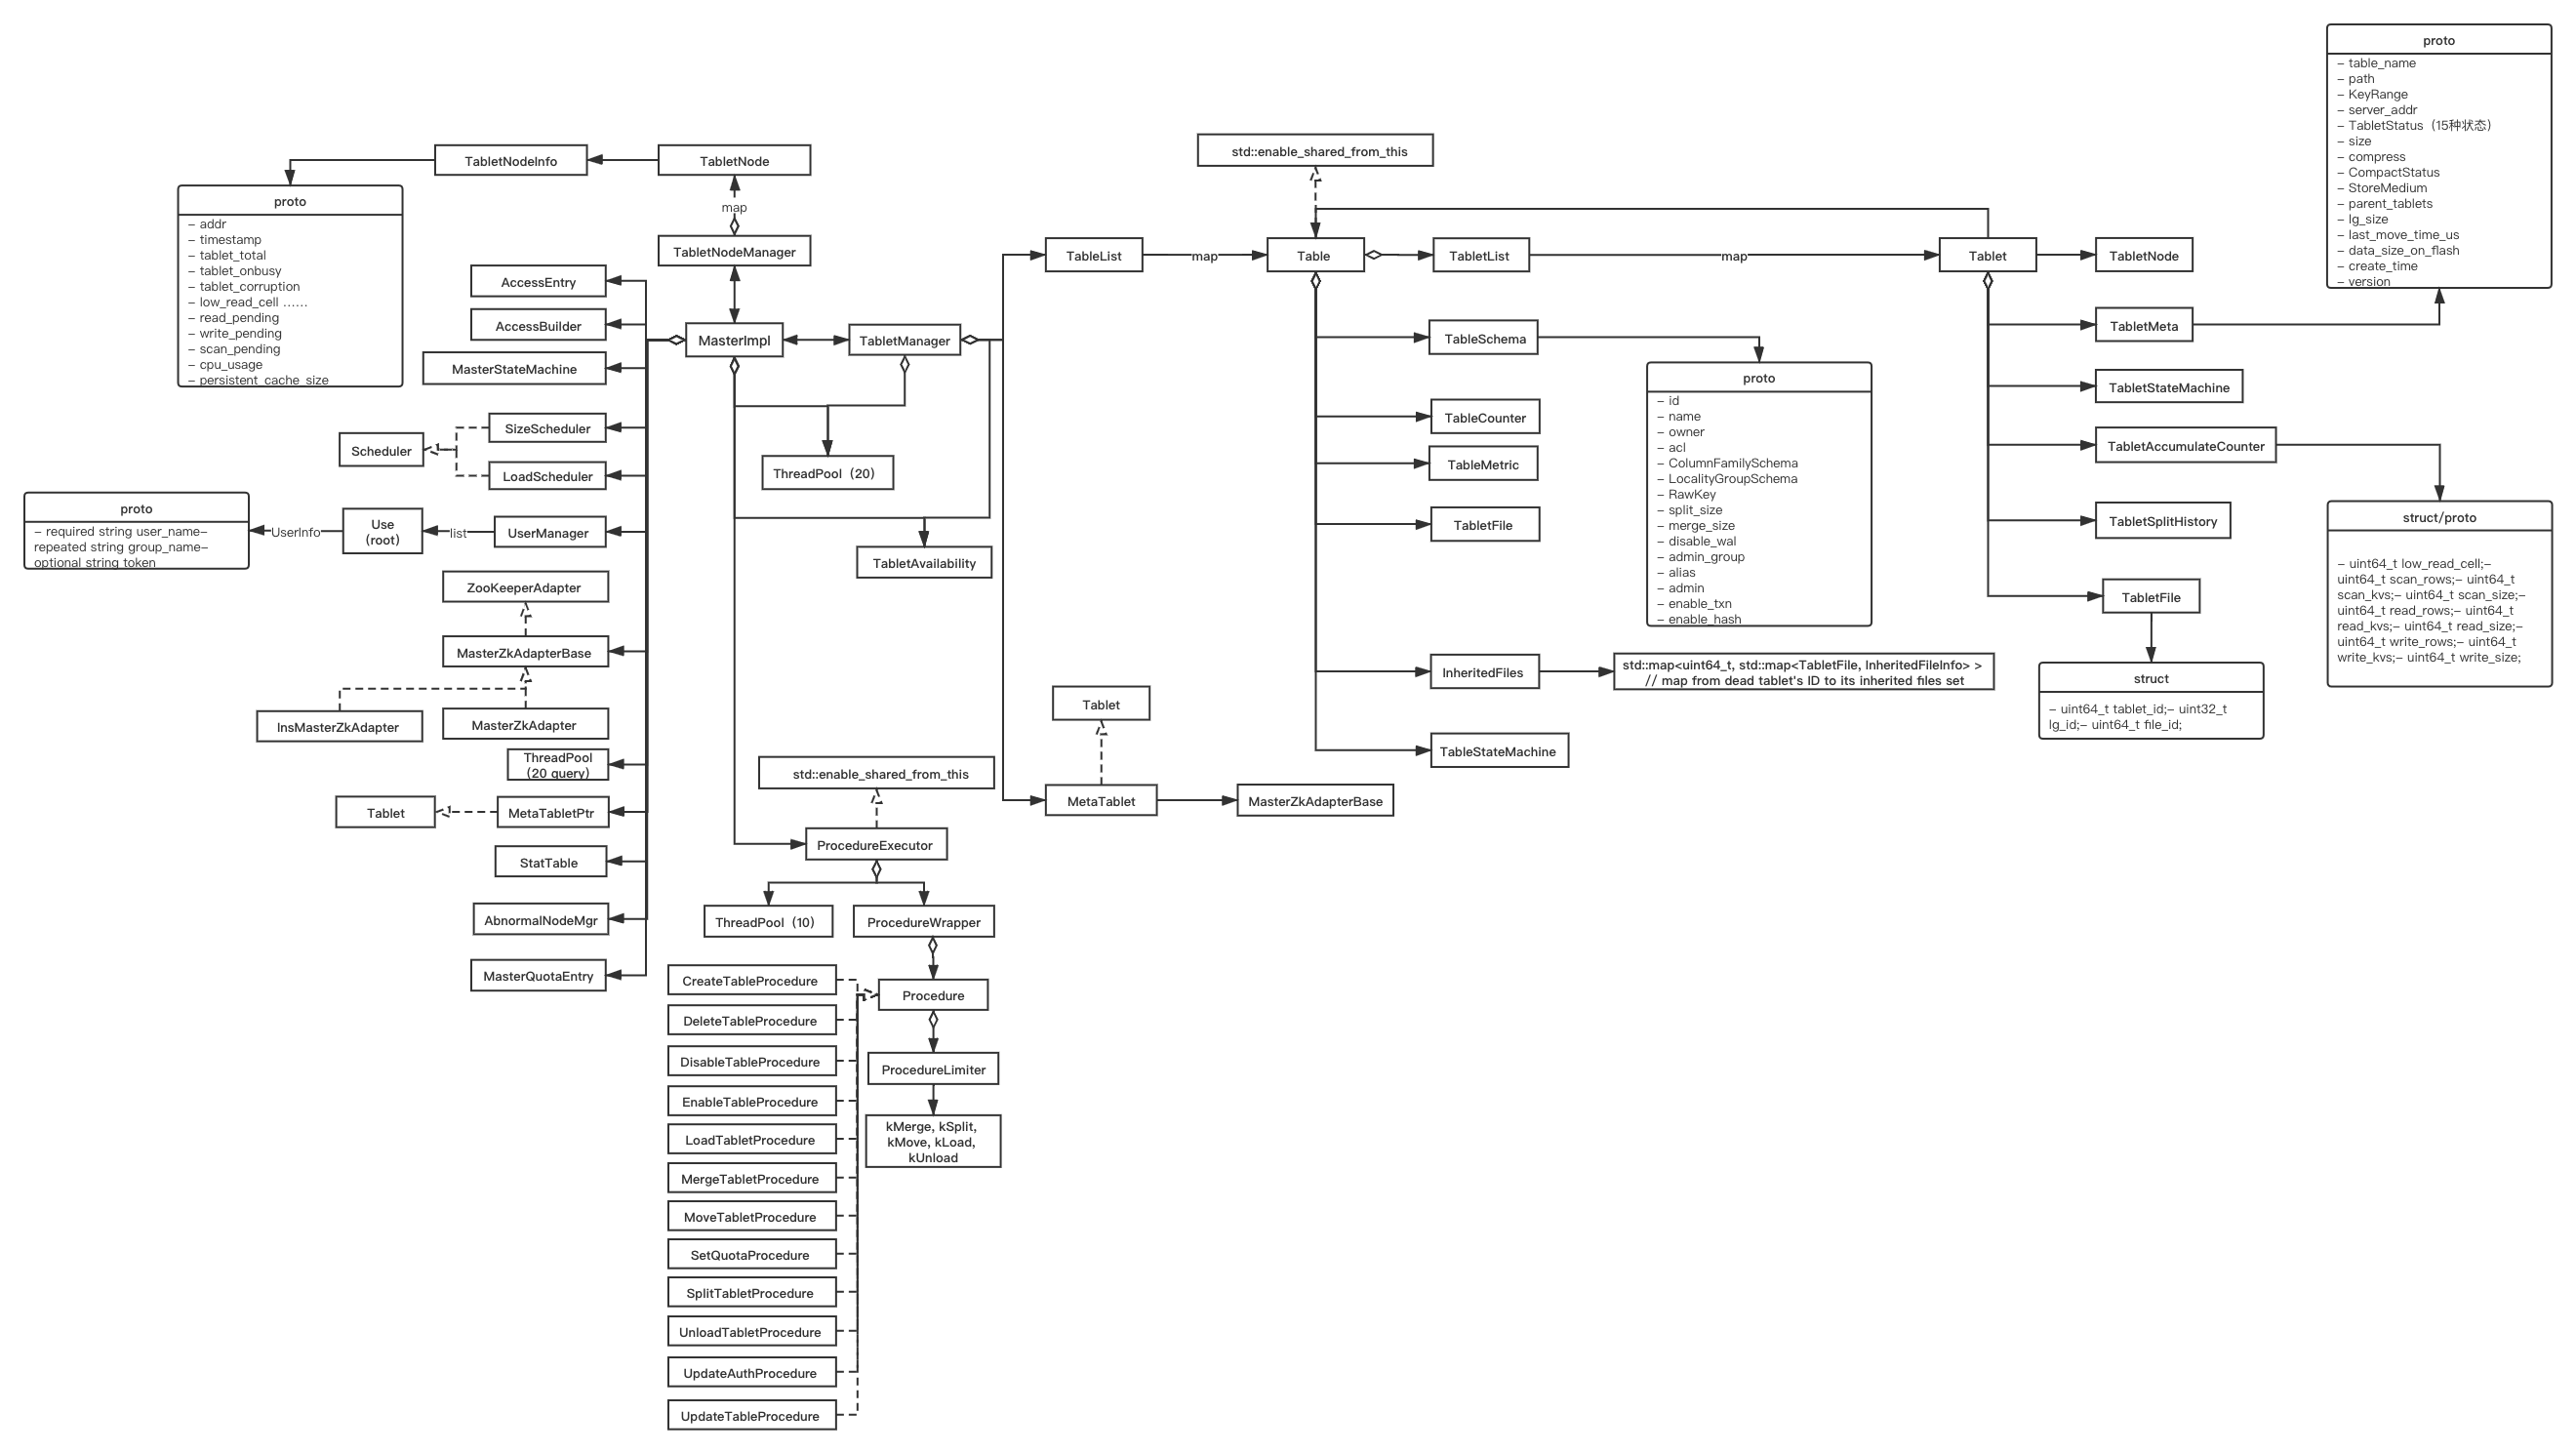 proto
– table_name
– path
– KeyRange
– server_addr
– TabletStatus（15种状态）
– size
– compress
– CompactStatus
– StoreMedium
– parent_tablets
– lg_size
– last_move_time_us
– data_size_on_flash
– create_time
– version
std::enable_shared_from_this
TabletNodeInfo
TabletNode
proto
– addr
– timestamp
– tablet_total
– tablet_onbusy
– tablet_corruption
– low_read_cell ......
– read_pending
– write_pending
– scan_pending
– cpu_usage
– persistent_cache_size
map
TabletNodeManager
AccessEntry
AccessBuilder
MasterStateMachine
MasterImpl
TabletManager
TableList
map
Table
TabletList
map
Tablet
TabletNode
TabletMeta
TabletStateMachine
TabletAccumulateCounter
TabletSplitHistory
TabletFile
TableSchema
TableCounter
TableMetric
TabletFile
proto
– id
– name
– owner
– acl
– ColumnFamilySchema
– LocalityGroupSchema
– RawKey
– split_size
– merge_size
– disable_wal
– admin_group
– alias
– admin
– enable_txn
– enable_hash
SizeScheduler
Scheduler
LoadScheduler
ThreadPool（20）
proto
– required string user_name–
repeated string group_name–
optional string token
UserInfo
Use
(root)
list
UserManager
TabletAvailability
struct/proto
– uint64_t low_read_cell;–
uint64_t scan_rows;– uint64_t
scan_kvs;– uint64_t scan_size;–
uint64_t read_rows;– uint64_t
read_kvs;– uint64_t read_size;–
uint64_t write_rows;– uint64_t
write_kvs;– uint64_t write_size;
ZooKeeperAdapter
MasterZkAdapterBase
InsMasterZkAdapter
MasterZkAdapter
InheritedFiles
std::map<uint64_t, std::map<TabletFile, InheritedFileInfo> >
// map from dead tablet's ID to its inherited files set
struct
– uint64_t tablet_id;– uint32_t
lg_id;– uint64_t file_id;
Tablet
TableStateMachine
ThreadPool
（20 query）
std::enable_shared_from_this
MetaTablet
MasterZkAdapterBase
Tablet
MetaTabletPtr
ProcedureExecutor
StatTable
AbnormalNodeMgr
ThreadPool（10）
ProcedureWrapper
MasterQuotaEntry
CreateTableProcedure
Procedure
DeleteTableProcedure
DisableTableProcedure
ProcedureLimiter
EnableTableProcedure
kMerge, kSplit,
kMove, kLoad,
kUnload
LoadTabletProcedure
MergeTabletProcedure
MoveTabletProcedure
SetQuotaProcedure
SplitTabletProcedure
UnloadTabletProcedure
UpdateAuthProcedure
UpdateTableProcedure